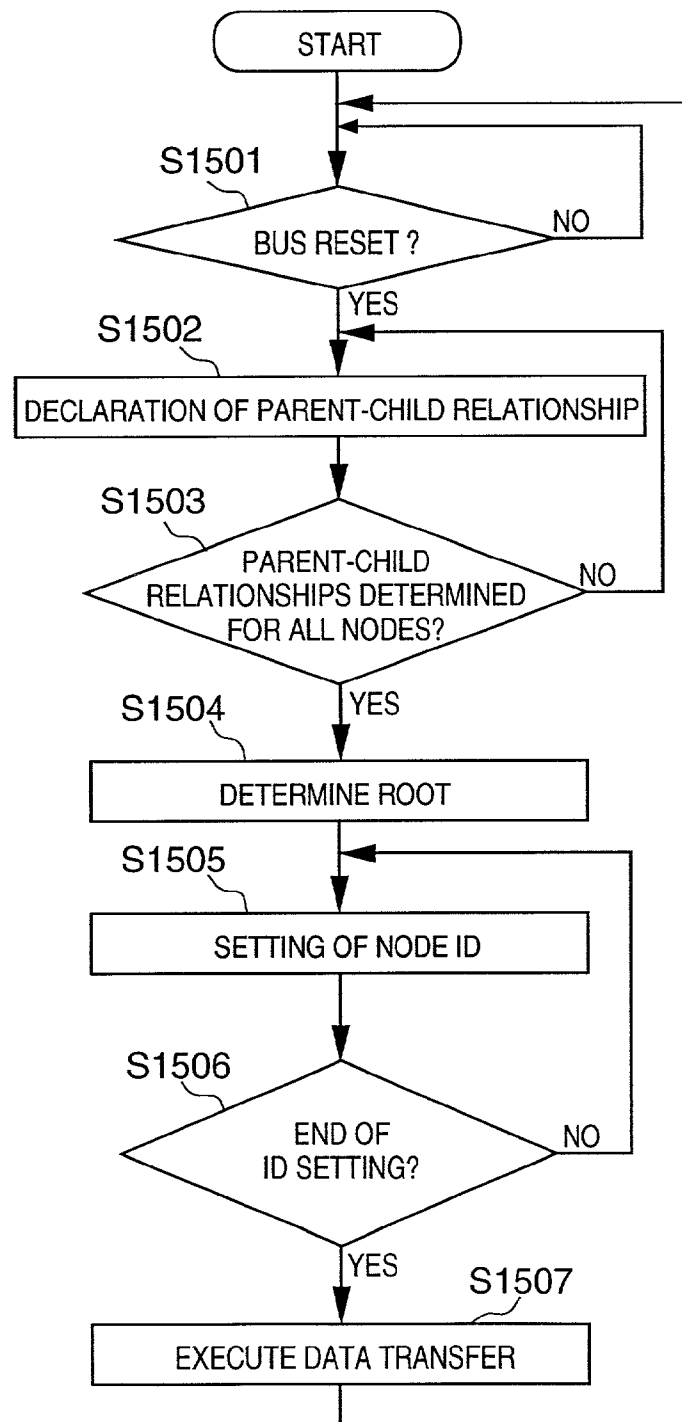 START
S1501
BUS RESET ?
NO
YES
S1502
DECLARATION OF PARENT-CHILD RELATIONSHIP
S1503
PARENT-CHILD
RELATIONSHIPS DETERMINED
FOR ALL NODES?
NO
YES
S1504
DETERMINE ROOT
S1505
SETTING OF NODE ID
S1506
END OF
ID SETTING?
NO
YES
S1507
EXECUTE DATA TRANSFER